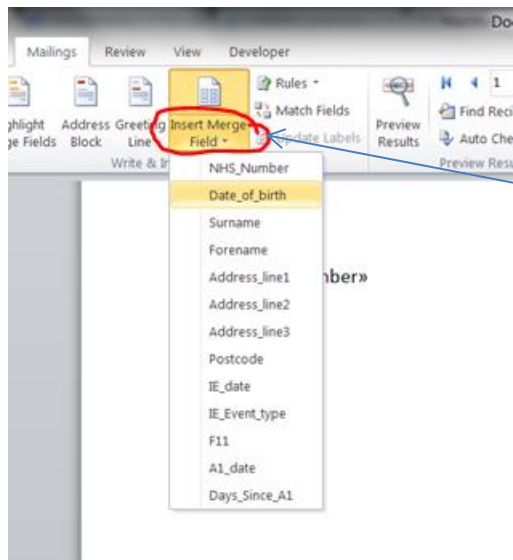 Do
Mailings Review View Developer
Rules
1
Match Fields
Find Reci
Update Labels
Address Block
Greeting Line
Insert Merge Field
Preview Results
Auto Che
ghlight
ge Fields
Write & In
Preview Resu
NHS_Number
Date_of_birth
Surname
Forename
Address_line1
mber»
Address_line2
Address_line3
Postcode
IE_date
IE_Event_type
F11
A1_date
Days_Since_A1